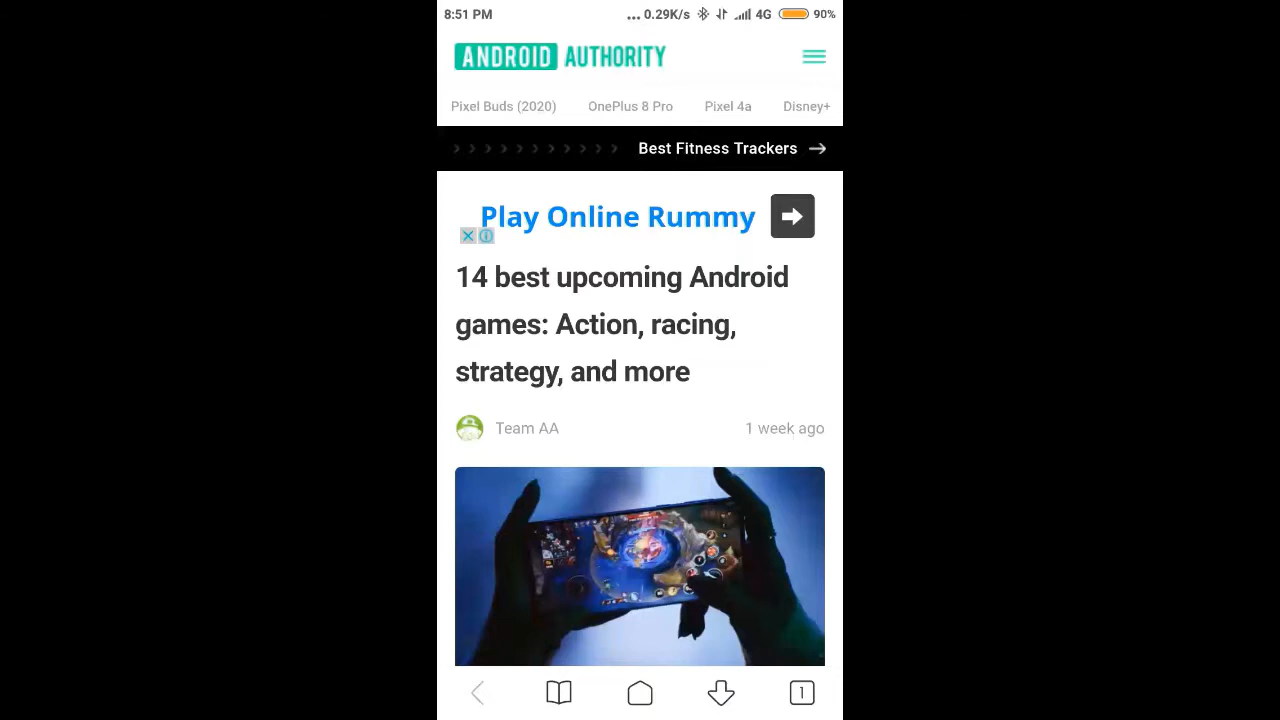 8:51 PM ... 0.29K/s 4G 90%
ANDROID AUTHORITY
Pixel Buds (2020) OnePlus 8 Pro Pixel 4a Disney+
Best Fitness Trackers
Play Online Rummy
14 best upcoming Android
games: Action, racing,
strategy, and more
Team AA 1 week ago
1